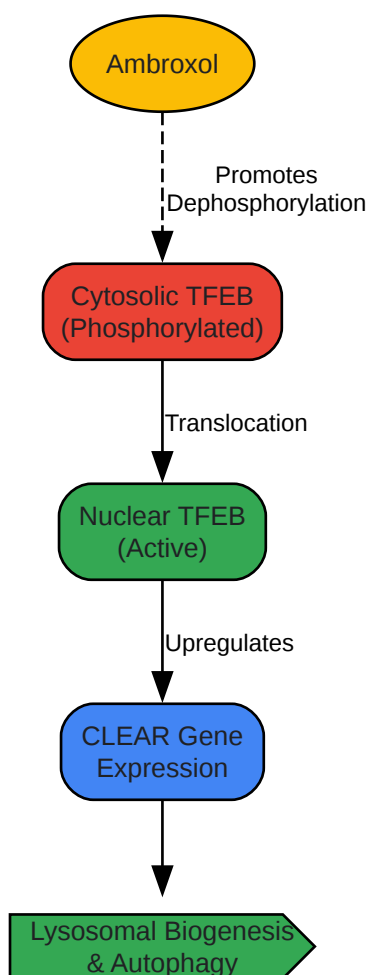 Ambroxol
Promotes
Dephosphorylation
Cytosolic TFEB
(Phosphorylated)
Translocation
Nuclear TFEB
(Active)
Upregulates
CLEAR Gene
Expression
Lysosomal Biogenesis
& Autophagy